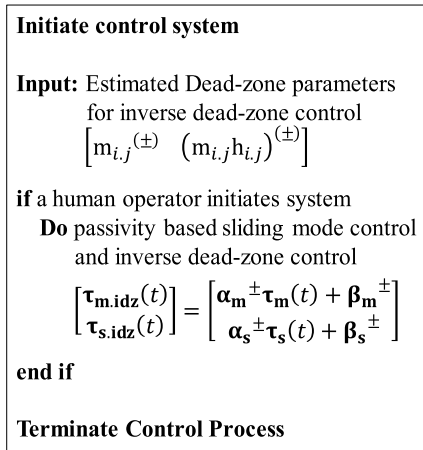 Initiate control system
Input: Estimated Dead-zone parameters
for inverse dead-zone control
[m_{i.j}^{(±)} (m_{i.j}h_{i.j})^{(±)}]
if a human operator initiates system
Do passivity based sliding mode control
and inverse dead-zone control
[τ_{m.idz}(t)] = [α_m^±τ_m(t) + β_m^±]
[τ_{s.idz}(t)] = [α_s^±τ_s(t) + β_s^±]
end if
Terminate Control Process